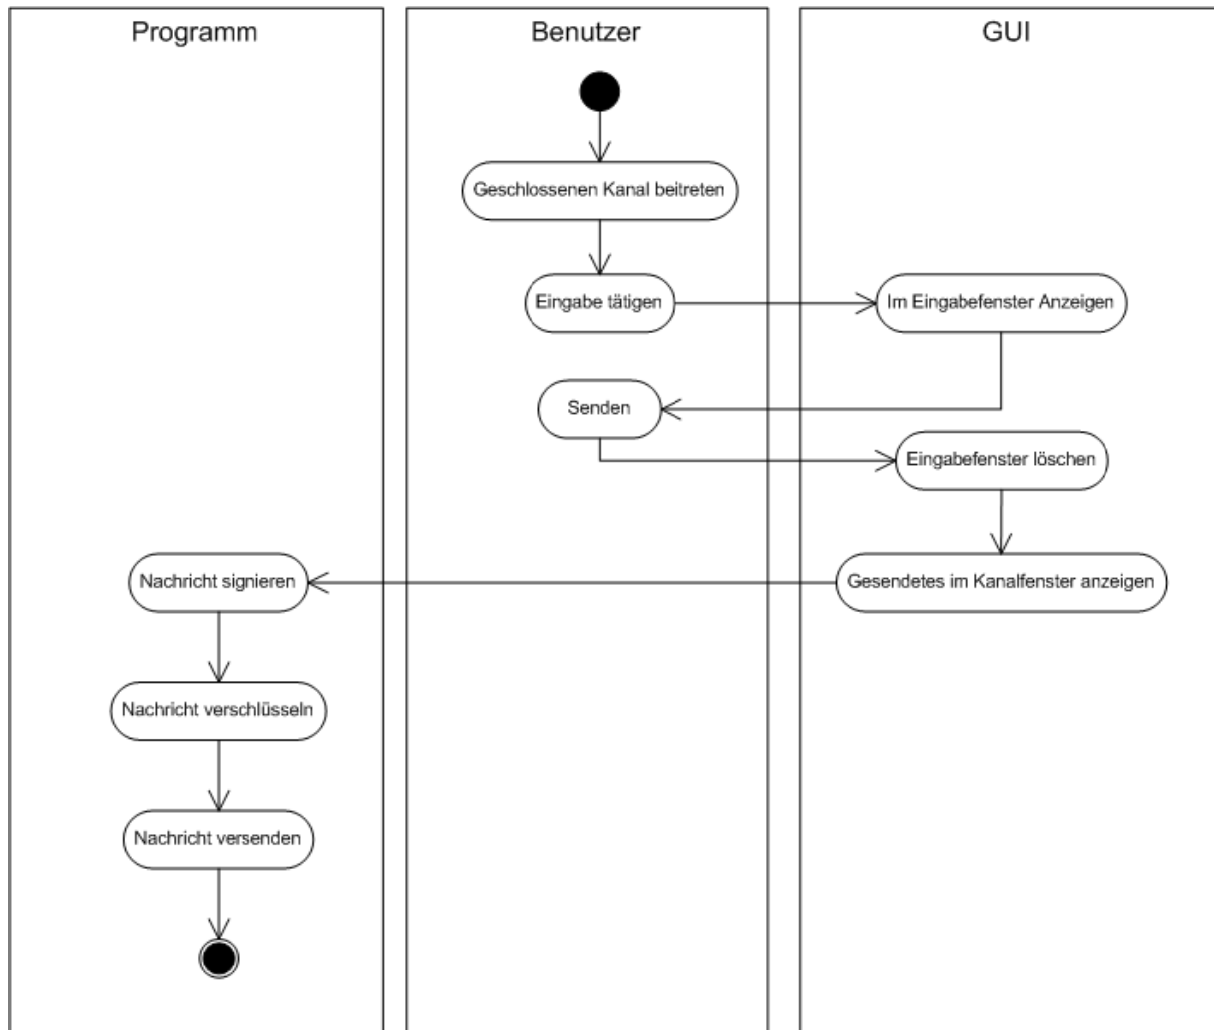 Programm
Benutzer
GUI
Geschlossenen Kanal beitreten
Eingabe tätigen
Im Eingabefenster Anzeigen
Senden
Eingabefenster löschen
Gesendetes im Kanalfenster anzeigen
Nachricht signieren
Nachricht verschlüsseln
Nachricht versenden